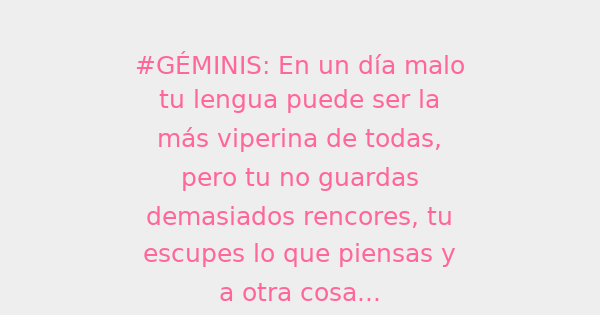 #GÉMINIS: En un día malo
tu lengua puede ser la
más viperina de todas,
pero tu no guardas
demasiados rencores, tu
escupes lo que piensas y
a otra cosa...